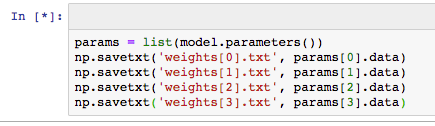 In [*]:
params = list(model.parameters())
np.savetxt('weights[0].txt', params[0].data)
np.savetxt('weights[1].txt', params[1].data)
np.savetxt('weights[2].txt', params[2].data)
np.savetxt('weights[3].txt', params[3].data)